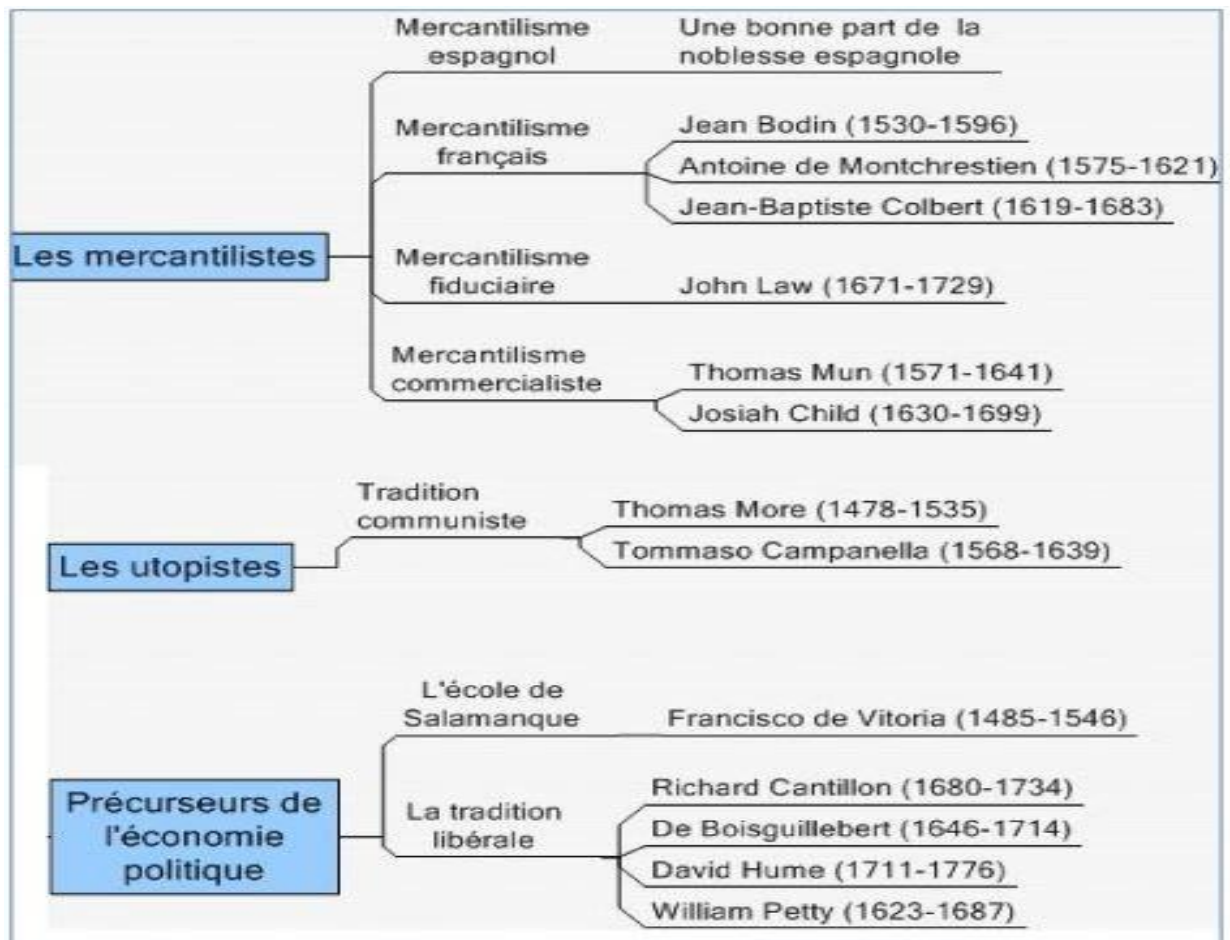 Mercantilisme
espagnol
Une bonne part de la
noblesse espagnole
Mercantilisme
français
Jean Bodin (1530-1596)
Antoine de Montchrestien (1575-1621)
Jean-Baptiste Colbert (1619-1683)
Les mercantilistes
Mercantilisme
fiduciaire
John Law (1671-1729)
Mercantilisme
commercialiste
Thomas Mun (1571-1641)
Josiah Child (1630-1699)
Les utopistes
Tradition
communiste
Thomas More (1478-1535)
Tommaso Campanella (1568-1639)
Précurseurs de
l'économie
politique
L'école de
Salamanque
Francisco de Vitoria (1485-1546)
La tradition
libérale
Richard Cantillon (1680-1734)
De Boisguillebert (1646-1714)
David Hume (1711-1776)
William Petty (1623-1687)